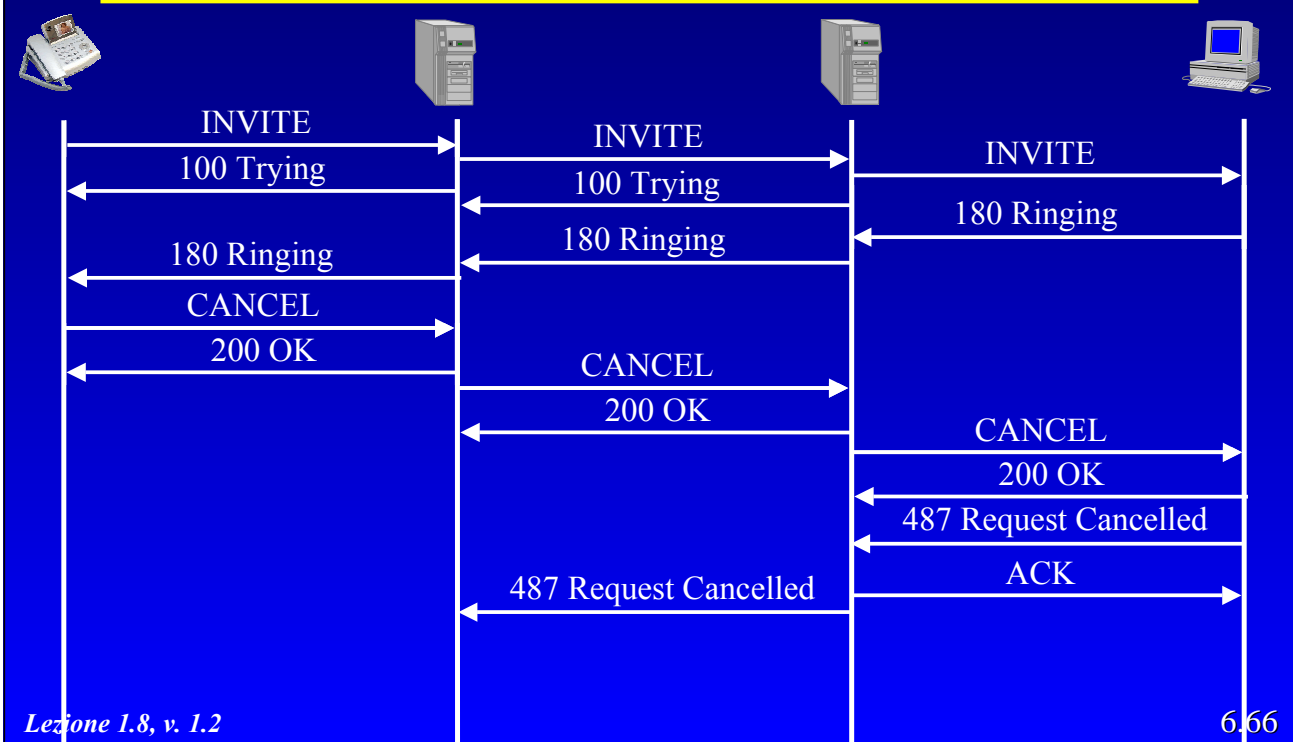 INVITE
INVITE
INVITE
100 Trying
100 Trying
180 Ringing
180 Ringing
180 Ringing
CANCEL
200 OK
CANCEL
200 OK
CANCEL
200 OK
487 Request Cancelled
ACK
487 Request Cancelled
Lezione 1.8, v. 1.2
6.66